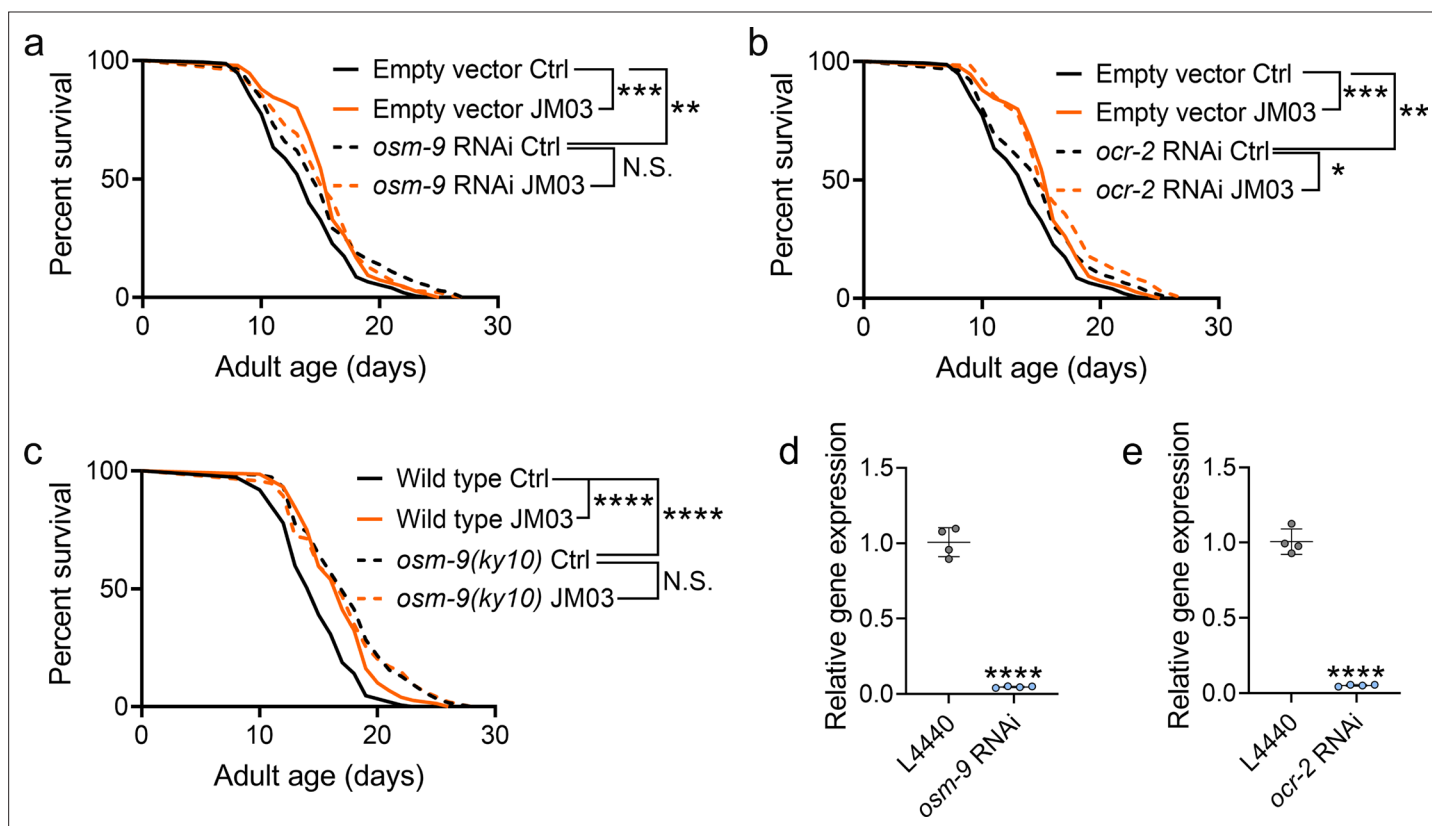 a
100
50
0
0
10
20
30
Percent survival
Adult age (days)
Empty vector Ctrl
Empty vector JM03
osm-9 RNAi Ctrl
osm-9 RNAi JM03
***
**
N.S.
b
100
50
0
0
10
20
30
Percent survival
Adult age (days)
Empty vector Ctrl
Empty vector JM03
ocr-2 RNAi Ctrl
ocr-2 RNAi JM03
***
**
*
c
100
50
0
0
10
20
30
Percent survival
Adult age (days)
Wild type Ctrl
Wild type JM03
osm-9(ky10) Ctrl
osm-9(ky10) JM03
****
****
N.S.
d
Relative gene expression
1.5
1.0
0.5
0.0
****
L4440
osm-9 RNAi
e
Relative gene expression
1.5
1.0
0.5
0.0
****
L4440
ocr-2 RNAi